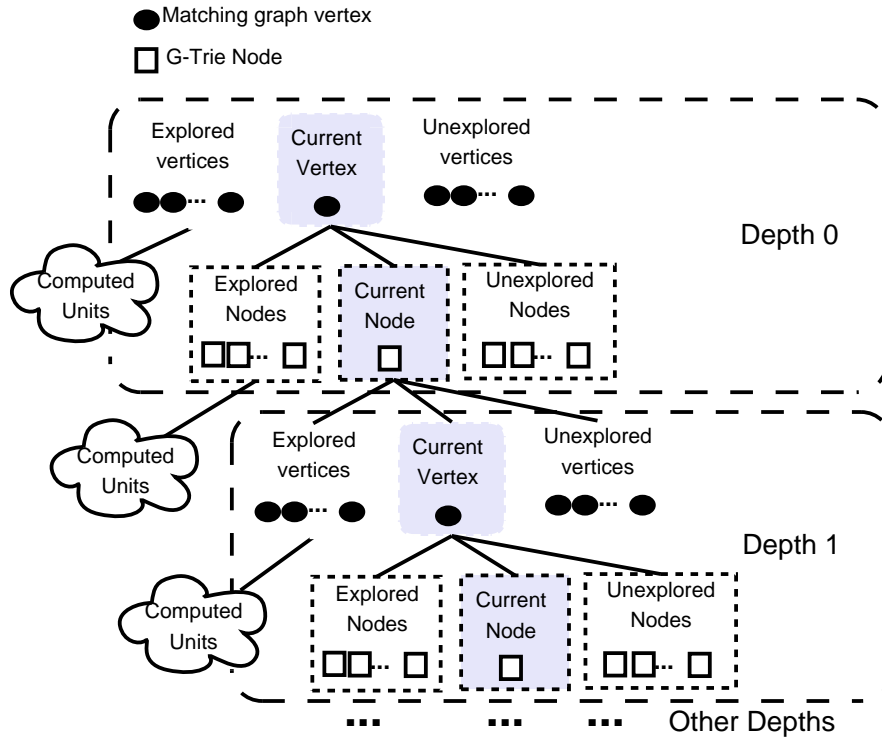 Matching graph vertex
G-Trie Node
Explored
vertices
Current
Vertex
Unexplored
vertices
Depth 0
Computed
Units
Explored
Nodes
Current
Node
Unexplored
Nodes
Computed
Units
Explored
vertices
Current
Vertex
Unexplored
vertices
Depth 1
Computed
Units
Explored
Nodes
Current
Node
Unexplored
Nodes
Other Depths